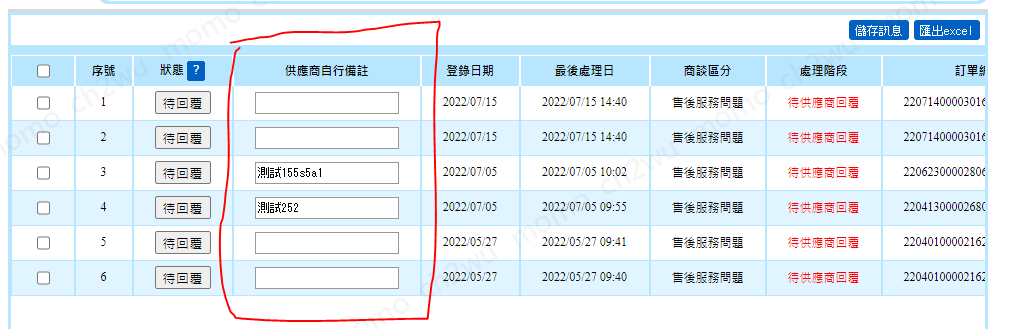 儲存訊息 匯出excel
序號 狀態 ? 供應商自行備註 登錄日期 最後處理日 商談區分 處理階段 訂單
1 待回覆 2022/07/15 2022/07/15 14:40 售後服務問題 待供應商回覆 22071400003016
2 待回覆 2022/07/15 2022/07/15 14:40 售後服務問題 待供應商回覆 22071400003016
3 待回覆 測試155s5a1 2022/07/05 2022/07/05 10:02 售後服務問題 待供應商回覆 22062300002806
4 待回覆 測試252 2022/07/05 2022/07/05 09:55 售後服務問題 待供應商回覆 22041300002680
5 待回覆 2022/05/27 2022/05/27 09:41 售後服務問題 待供應商回覆 22040100002162
6 待回覆 2022/05/27 2022/05/27 09:40 售後服務問題 待供應商回覆 22040100002162
momo_ch2wu